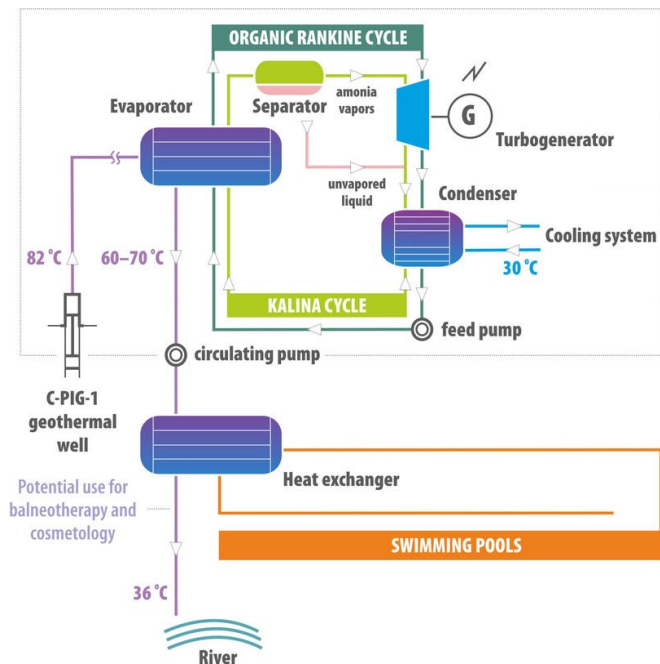 ORGANIC RANKINE CYCLE
Evaporator
Separator
amonia
vapors
G
Turbogenerator
unvapored
liquid
Condenser
Cooling system
30 °C
82 °C
60–70 °C
KALINA CYCLE
feed pump
circulating pump
C-PIG-1
geothermal
well
Heat exchanger
Potential use for
balneotherapy and
cosmetology
SWIMMING POOLS
36 °C
River